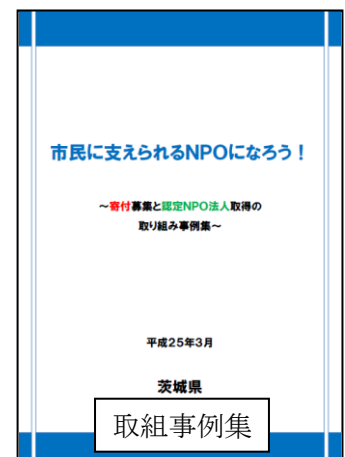 市民に支えられるNPOになろう！
～寄付募集と認定NPO法人取得の
取り組み事例集～
平成25年3月
茨城県
取組事例集